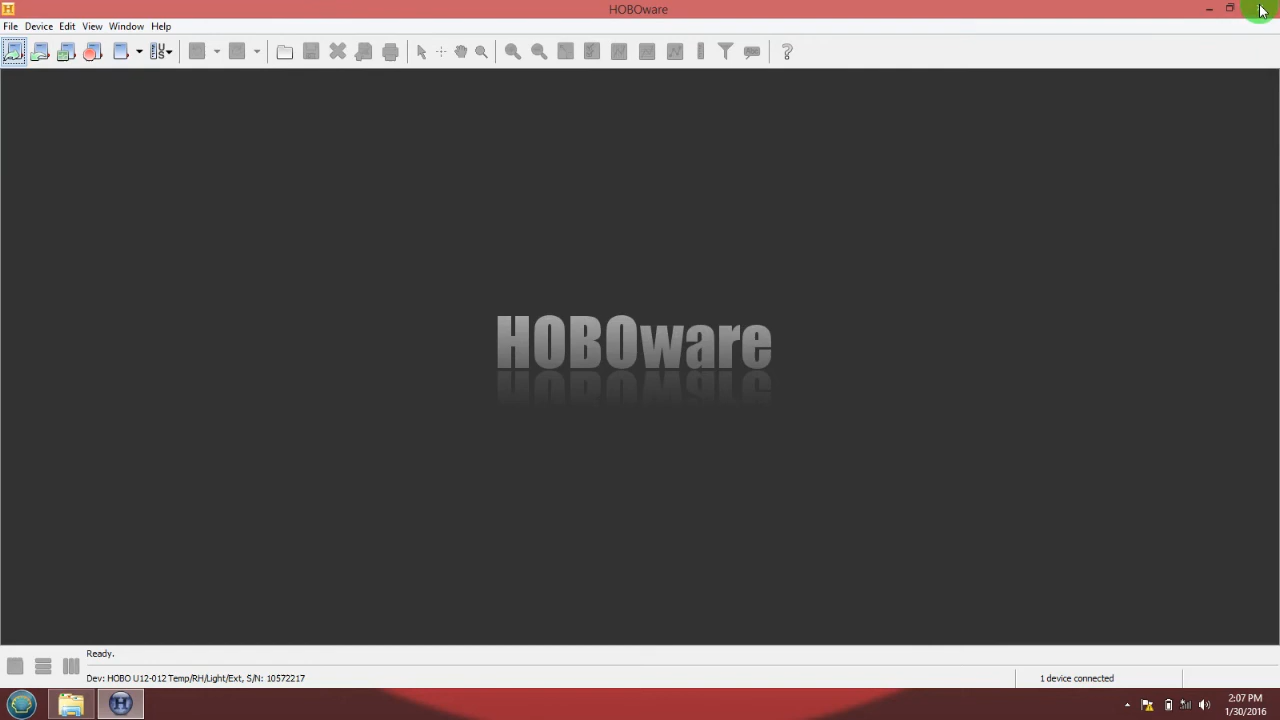 HOBOware
File Device Edit View Window Help
HOBOware
Ready.
Dev: HOBO U12-012 Temp/RH/Light/Ext, S/N: 10572217
1 device connected
2:07 PM
1/30/2016